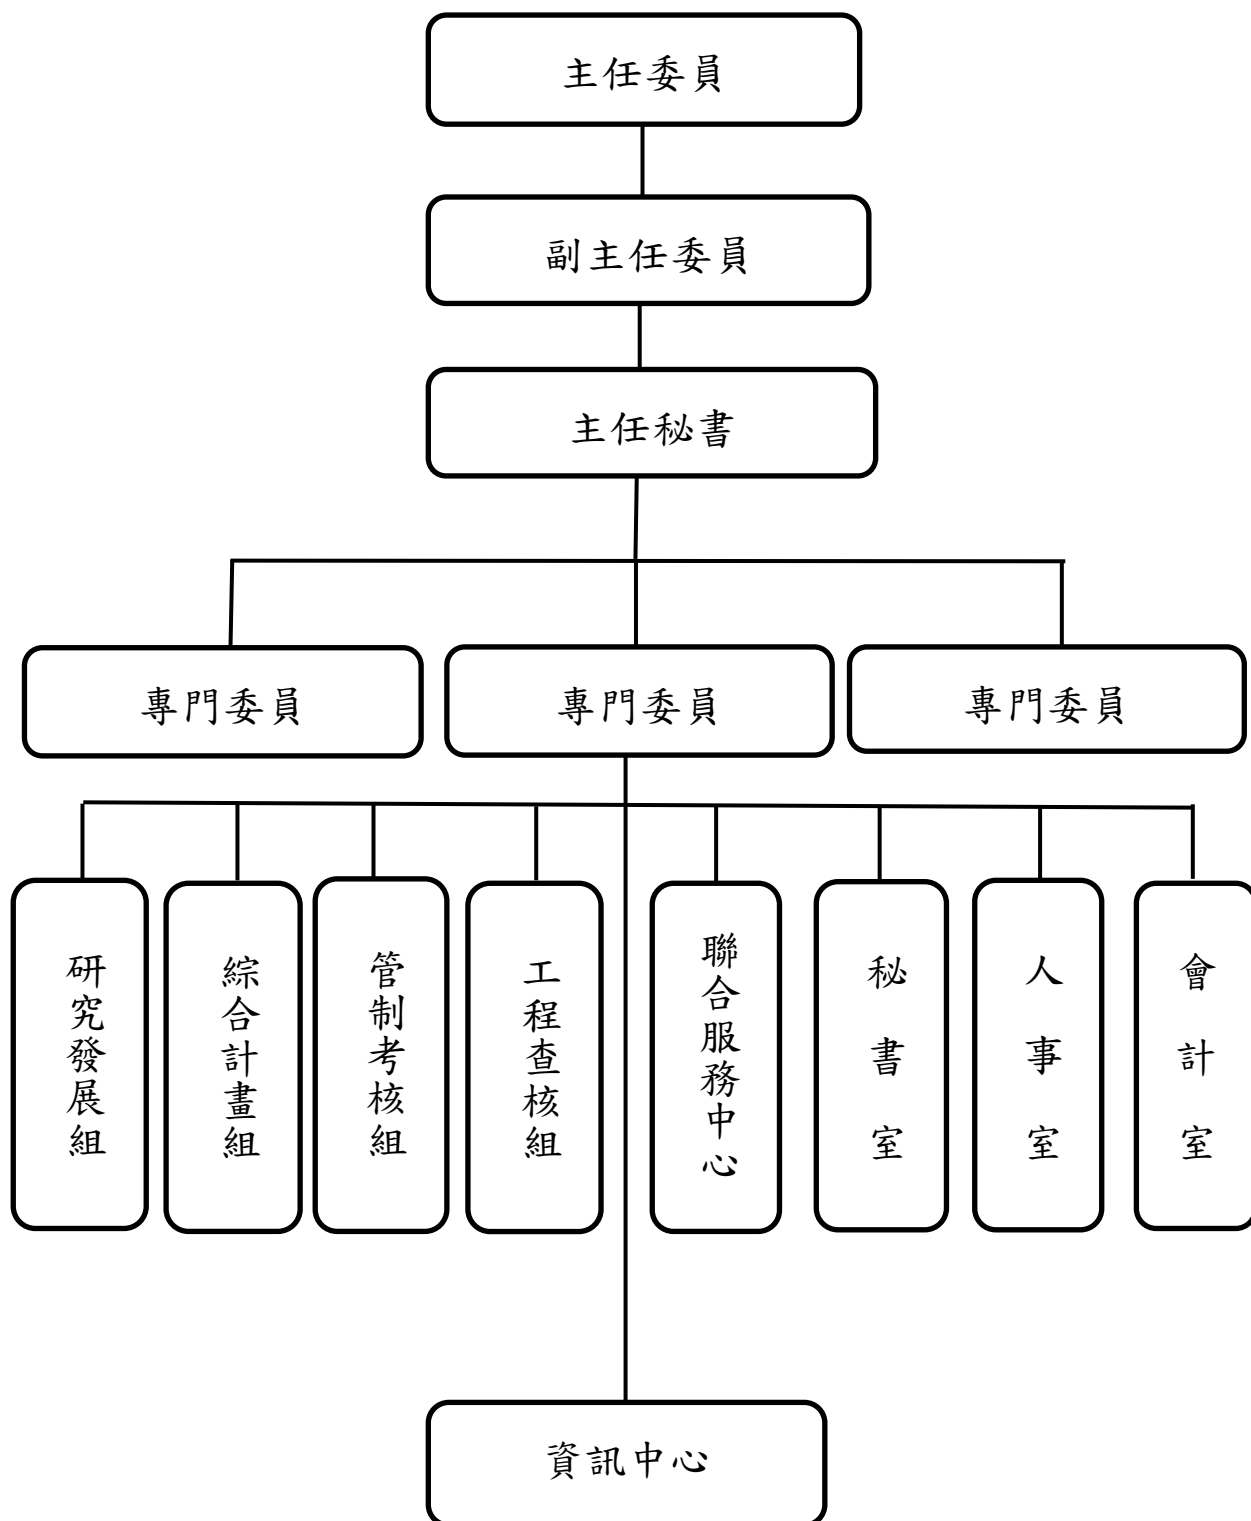 主任委員
副主任委員
主任秘書
專門委員
專門委員
專門委員
研究發展組
綜合計畫組
管制考核組
工程查核組
聯合服務中心
秘書室
人事室
會計室
資訊中心